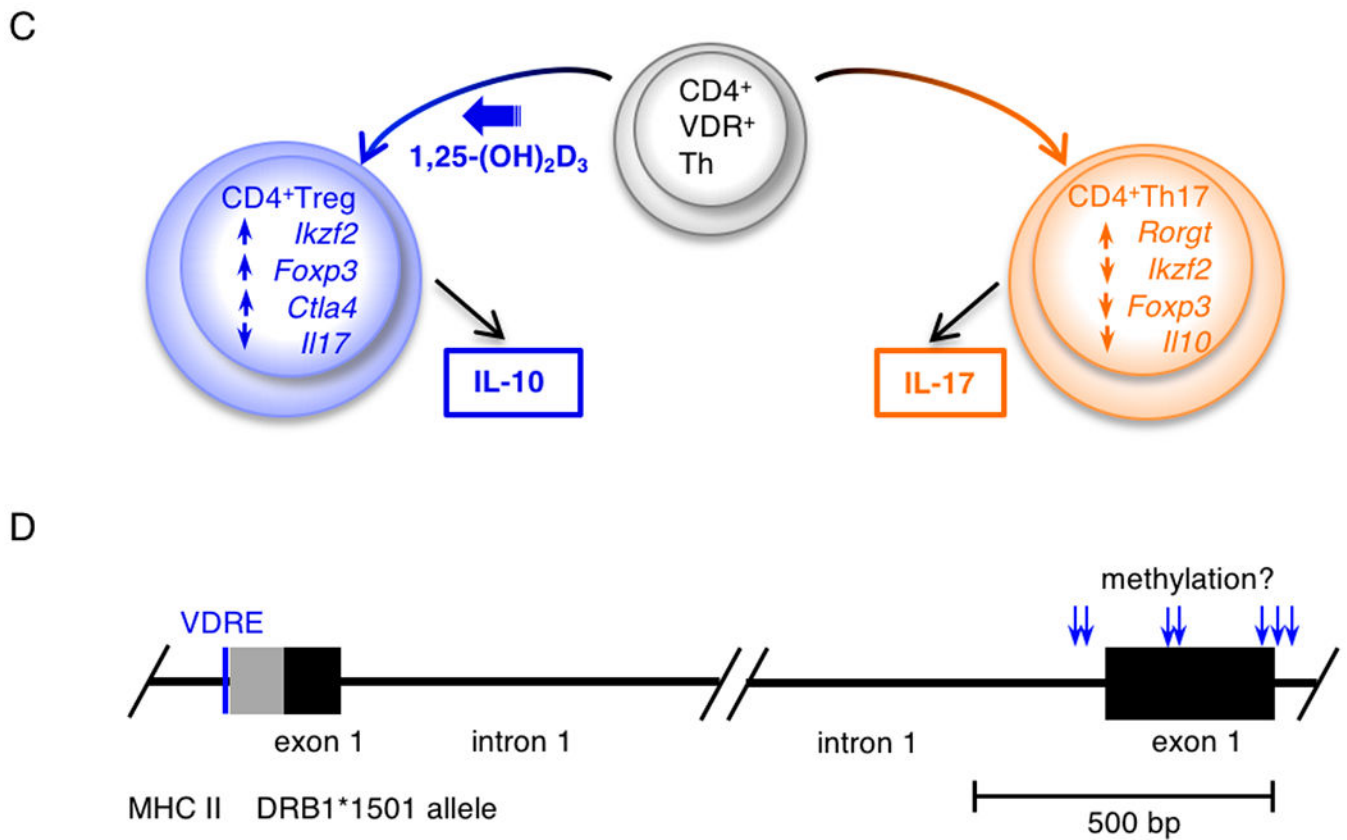 C
CD4⁺
VDR⁺
Th
1,25-(OH)₂D₃
CD4⁺Treg
Ikzf2
Foxp3
Ctla4
Il17
IL-10
CD4⁺Th17
Rorgt
Ikzf2
Foxp3
Il10
IL-17
D
methylation?
VDRE
exon 1
intron 1
intron 1
exon 1
MHC II DRB1*1501 allele
500 bp